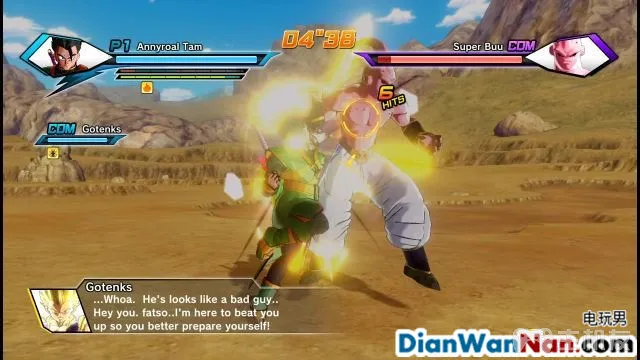 P1 Annyroal Tam
04"38
Super Buu COM
6
HITS
COM Gotenks
Gotenks
...Whoa. He's looks like a bad guy..
Hey you. fatso..I'm here to beat you
up so you better prepare yourself!
电玩男
DianWanNan.com